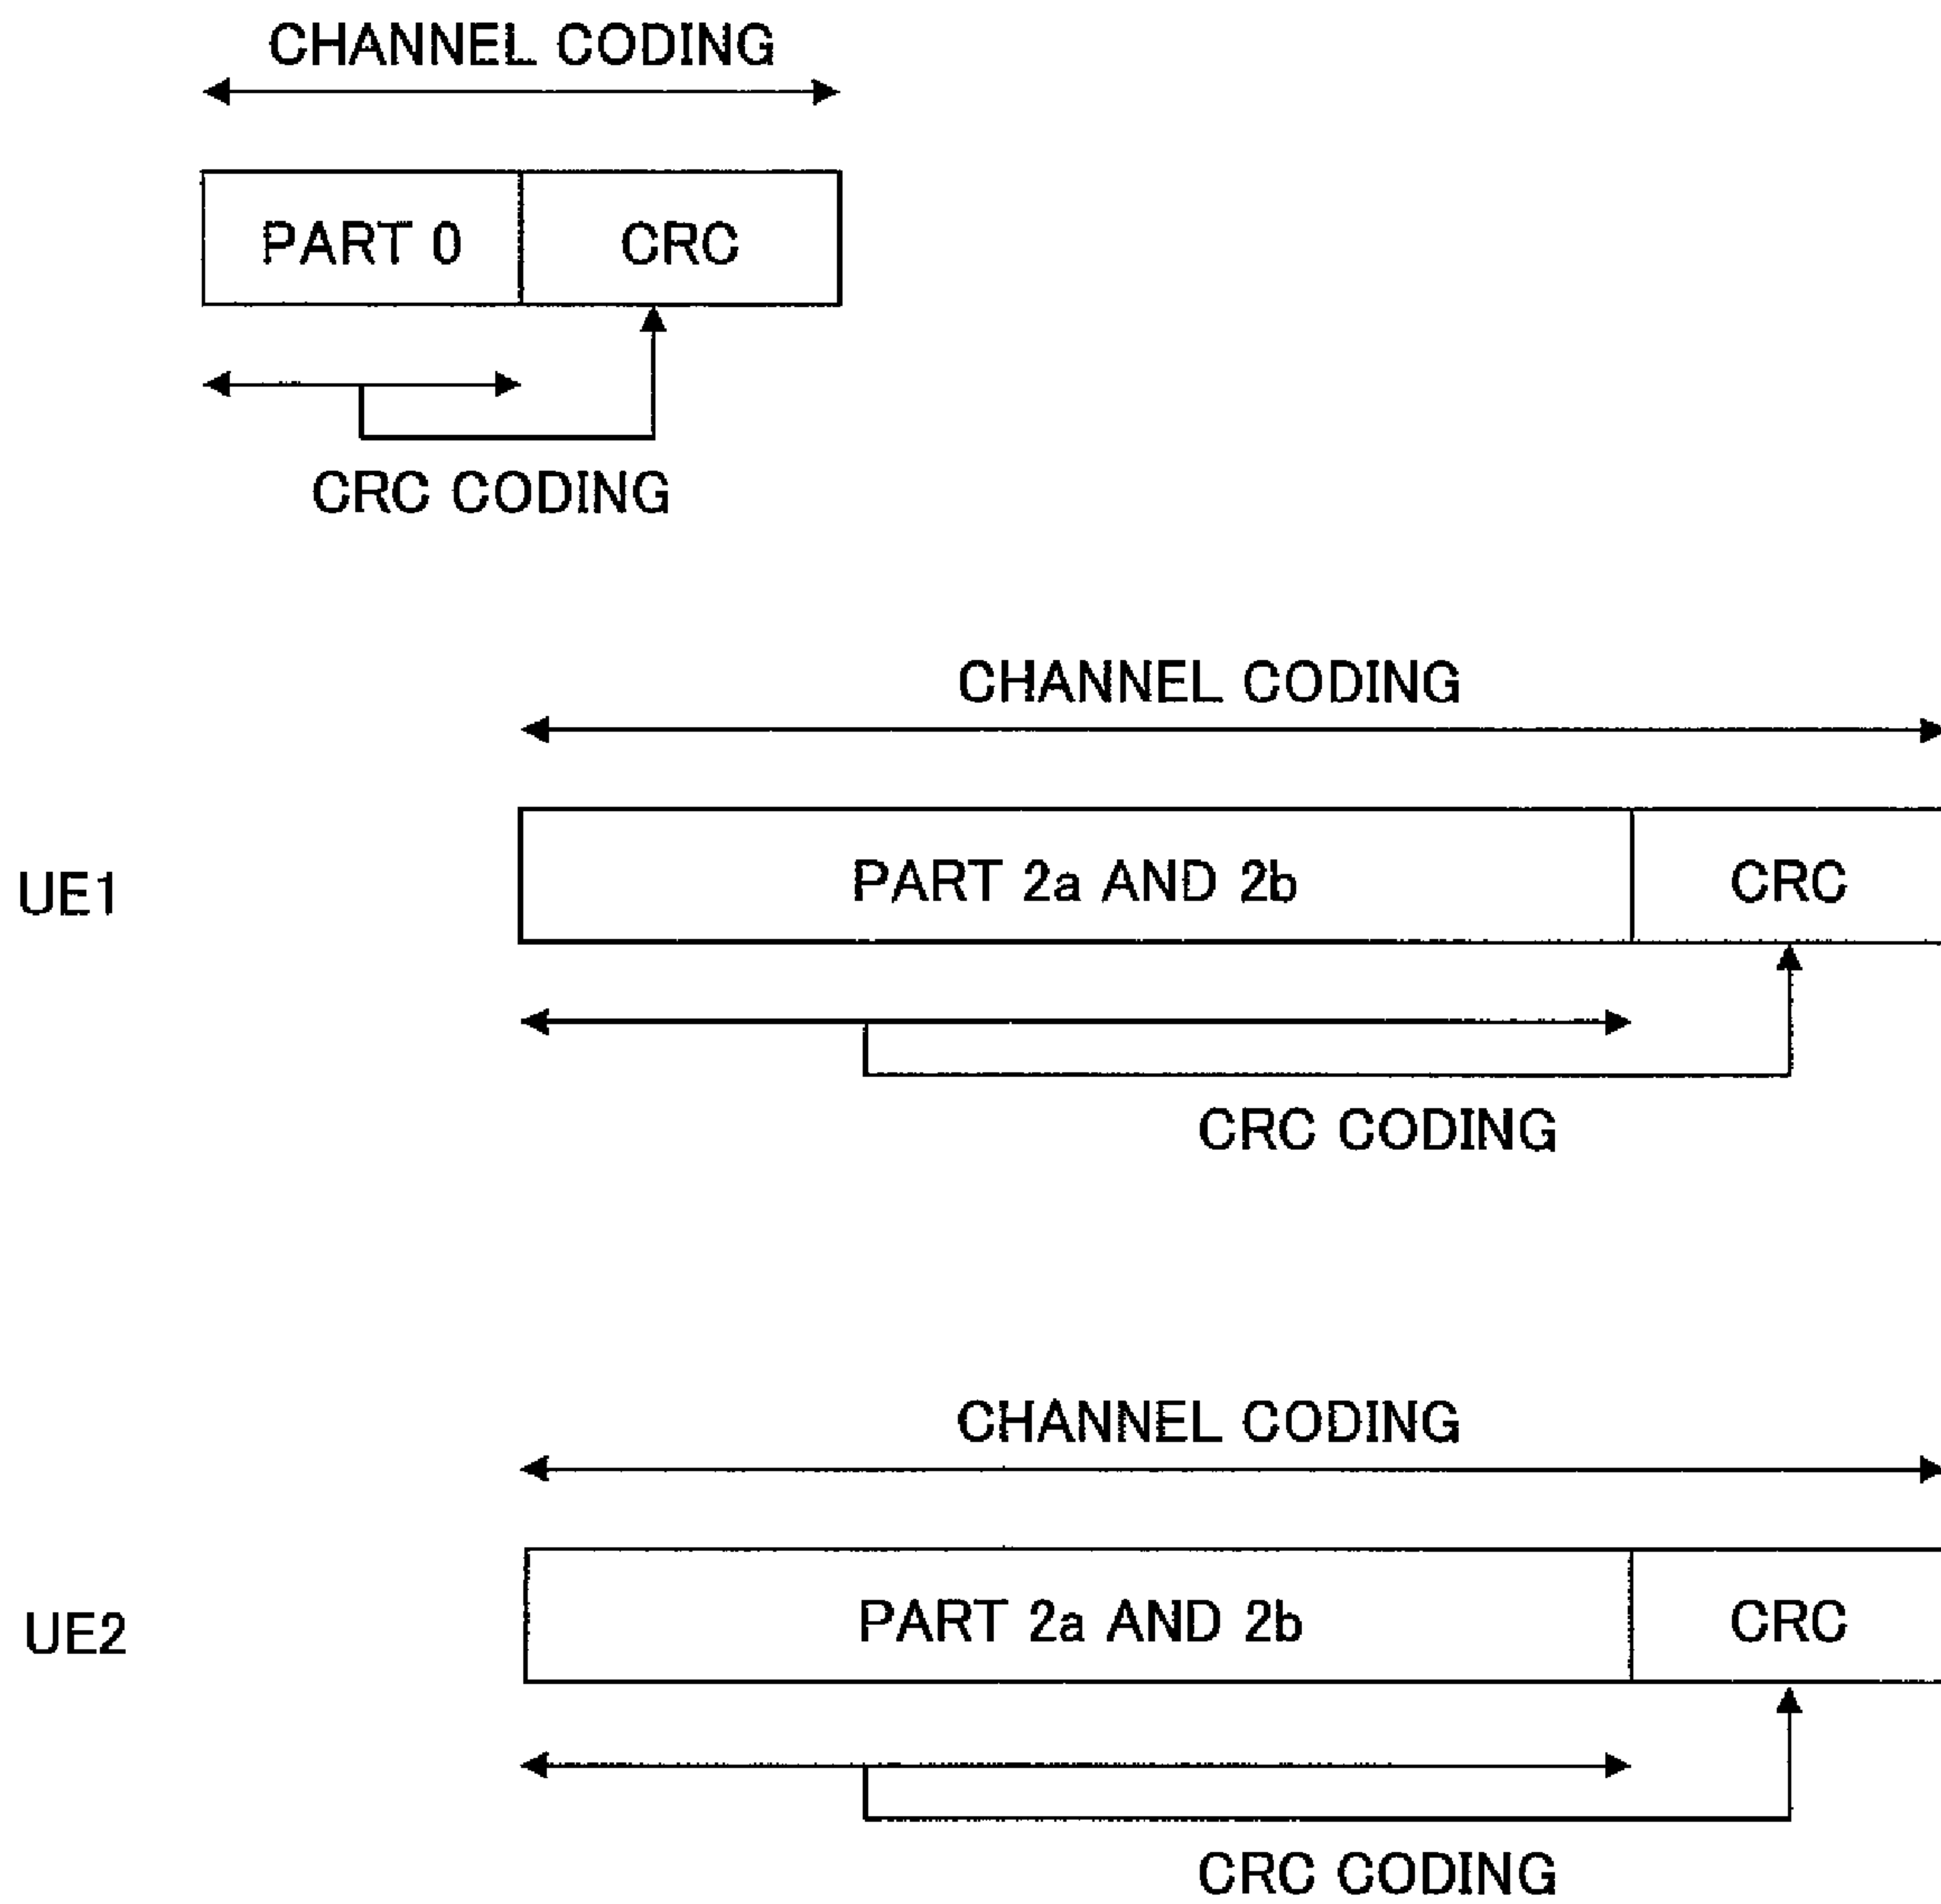 CHANNEL CODING
PART 0 CRC
CRC CODING
CHANNEL CODING
UE1 PART 2a AND 2b CRC
CRC CODING
CHANNEL CODING
UE2 PART 2a AND 2b CRC
CRC CODING